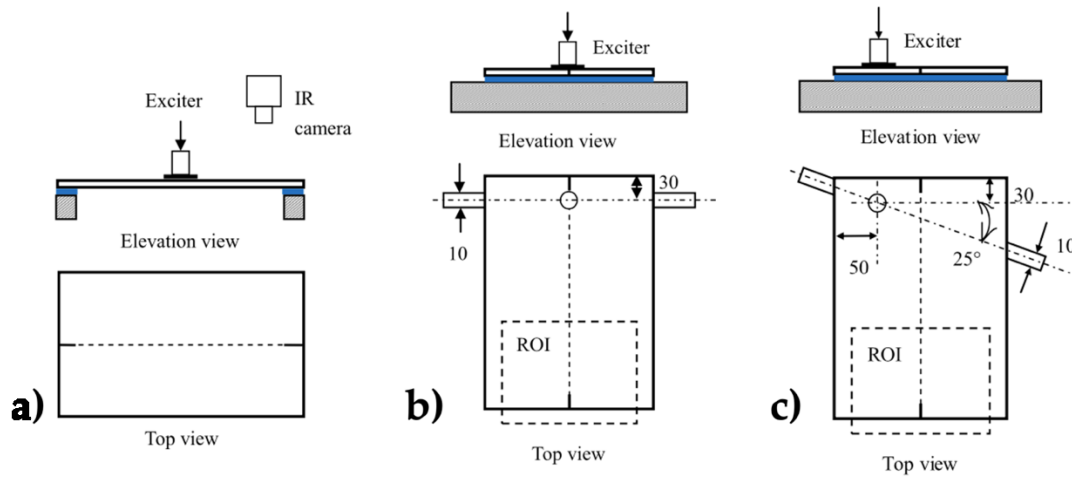 Exciter
IR
camera
Elevation view
a)
Top view
Exciter
Elevation view
30
10
ROI
b)
Top view
Exciter
Elevation view
30
10
50
25°
ROI
c)
Top view